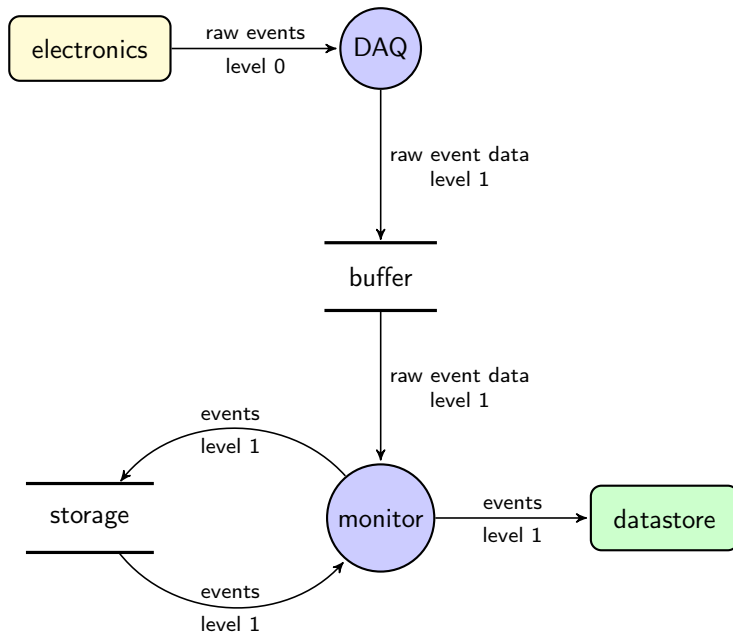 electronics
raw events
level 0
DAQ
raw event data
level 1
buffer
raw event data
level 1
events
level 1
storage
monitor
events
level 1
datastore
events
level 1